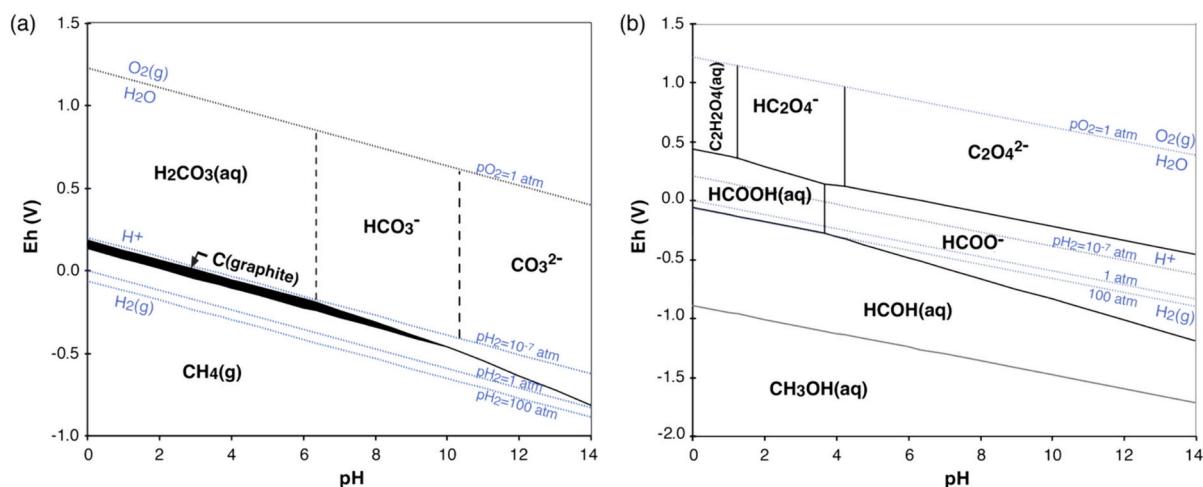 (a)
1.5
1.0
0.5
0.0
-0.5
-1.0
Eh (V)
O2(g)
H2O
pO2=1 atm
H2CO3(aq)
HCO3-
CO3 2-
H+
C(graphite)
H2(g)
pH2=10-7 atm
pH2=1 atm
pH2=100 atm
CH4(g)
0 2 4 6 8 10 12 14
pH
(b)
1.5
1.0
0.5
0.0
-0.5
-1.0
-1.5
-2.0
Eh (V)
C2H2O4(aq)
HC2O4-
C2O4 2-
pO2=1 atm
O2(g)
H2O
HCOOH(aq)
HCOO-
pH2=10-7 atm
H+
1 atm
100 atm
H2(g)
HCOH(aq)
CH3OH(aq)
0 2 4 6 8 10 12 14
pH